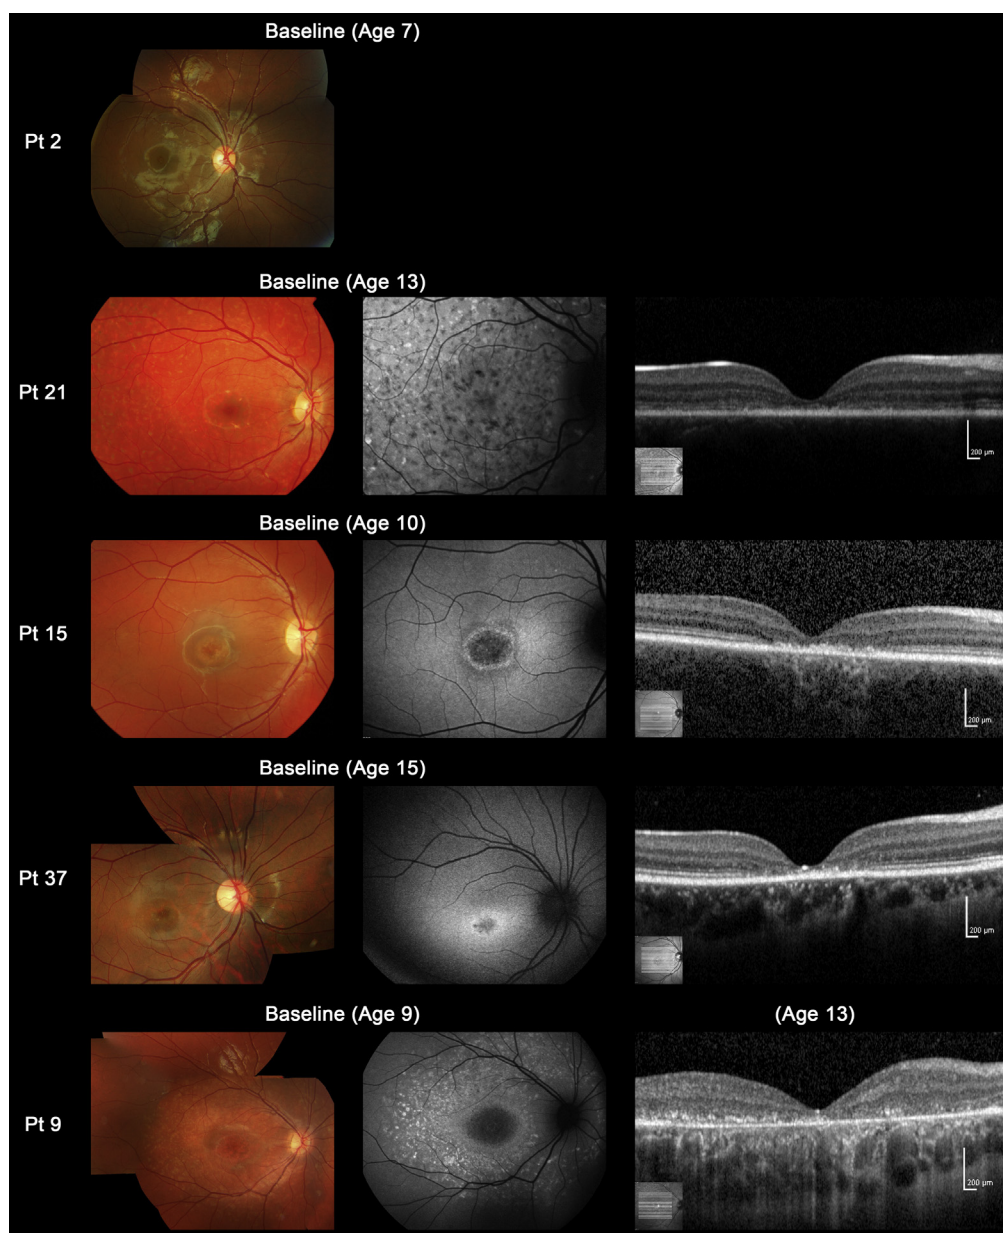 Baseline (Age 7)
Pt 2
Baseline (Age 13)
Pt 21
200 µm
Baseline (Age 10)
Pt 15
200 µm
Baseline (Age 15)
Pt 37
200 µm
Baseline (Age 9)
(Age 13)
Pt 9
200 µm